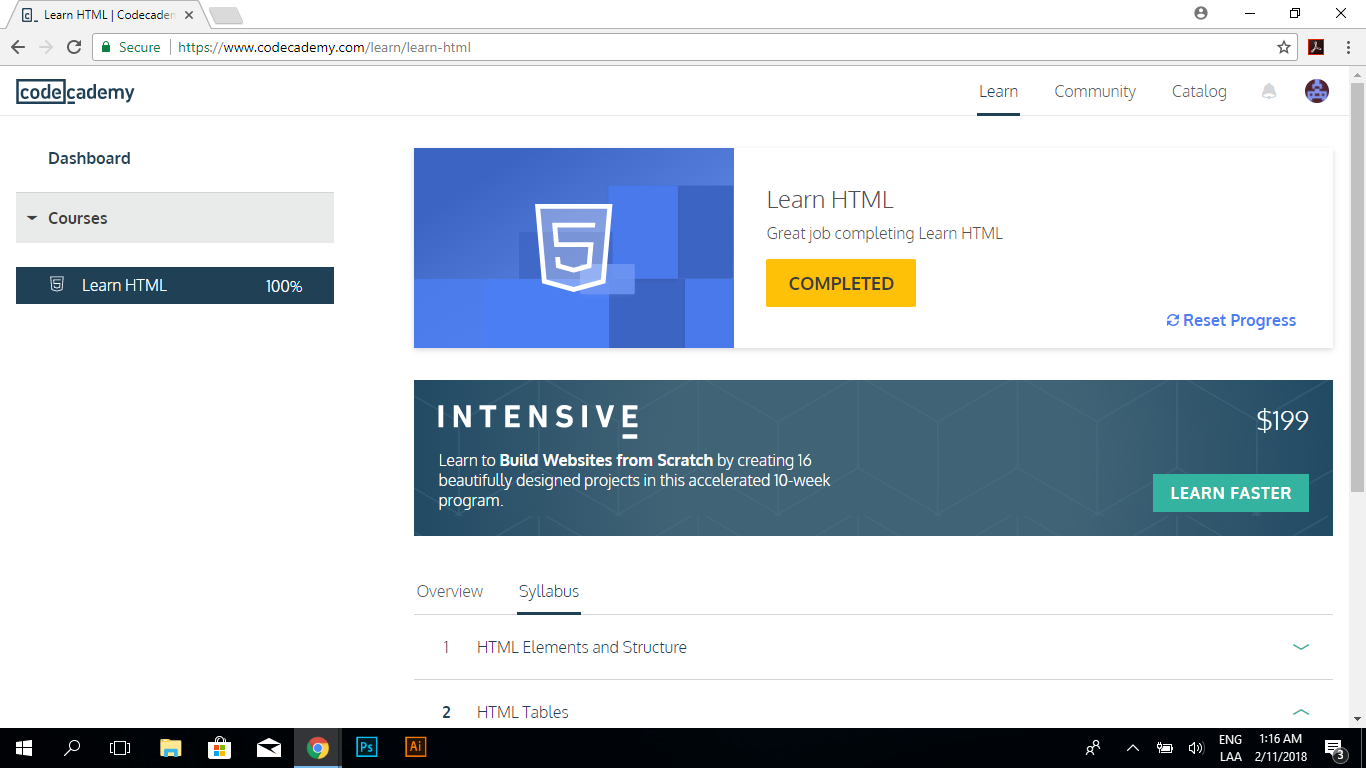 Learn HTML | Codecadem
Secure
https://www.codecademy.com/learn/learn-html
codecademy
Learn
Community
Catalog
Dashboard
Courses
Learn HTML
100%
Learn HTML
Great job completing Learn HTML
COMPLETED
Reset Progress
INTENSIVE
$199
Learn to Build Websites from Scratch by creating 16
beautifully designed projects in this accelerated 10-week
program.
LEARN FASTER
Overview
Syllabus
1 HTML Elements and Structure
2 HTML Tables
Ps
Ai
ENG
LAA
1:16 AM
2/11/2018
3